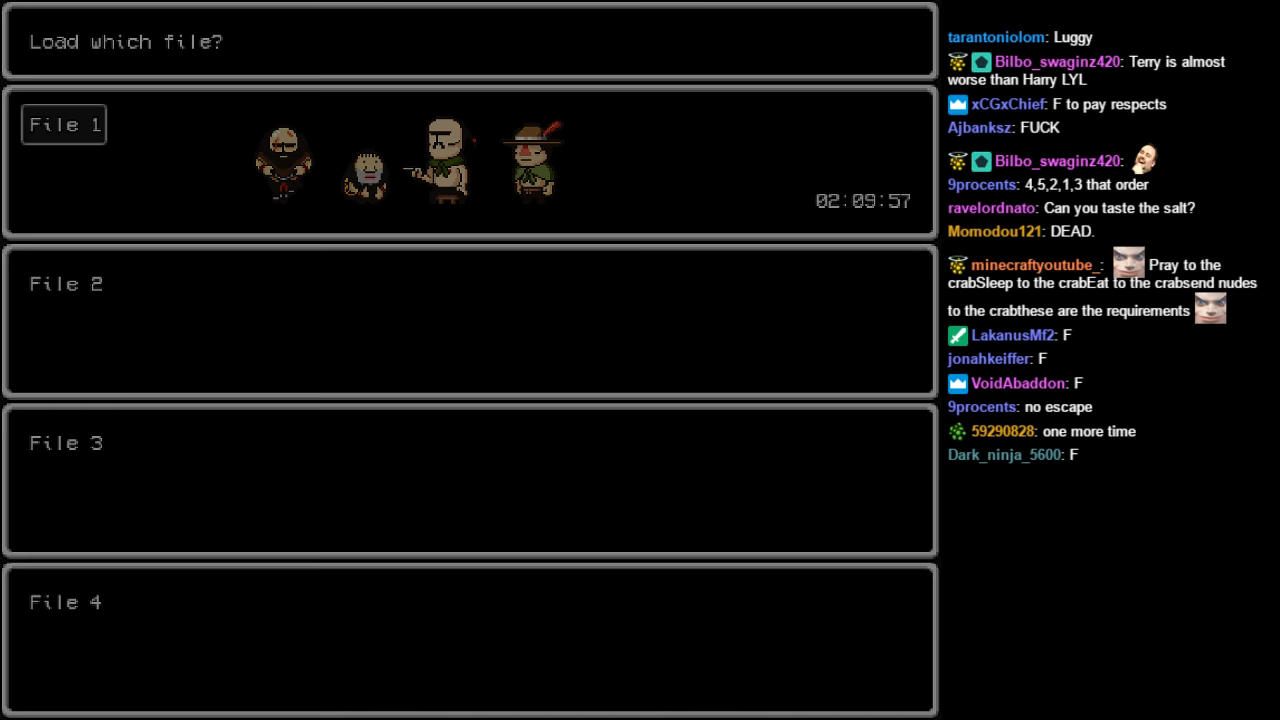 Load which file?
File 1
02:09:57
File 2
File 3
File 4
tarantoniolom: Luggy
Bilbo_swaginz420: Terry is almost
worse than Harry LYL
xCGxChief: F to pay respects
Ajbanksz: FUCK
Bilbo_swaginz420:
9procents: 4,5,2,1,3 that order
ravelordnato: Can you taste the salt?
Momodou121: DEAD.
minecraftyoutube_: Pray to the
crabSleep to the crabEat to the crabsend nudes
to the crabthese are the requirements
LakanusMf2: F
jonahkeiffer: F
VoidAbaddon: F
9procents: no escape
59290828: one more time
Dark_ninja_5600: F